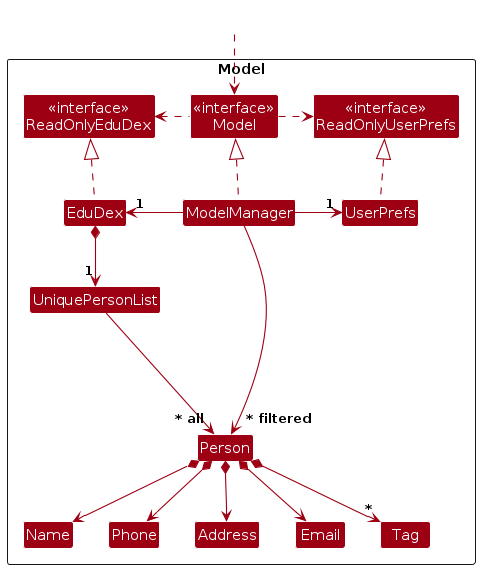 Model
«interface»
ReadOnlyEduDex
«interface»
Model
«interface»
ReadOnlyUserPrefs
EduDex
1
ModelManager
1
UserPrefs
1
UniquePersonList
* all
* filtered
Person
*
Name
Phone
Address
Email
Tag